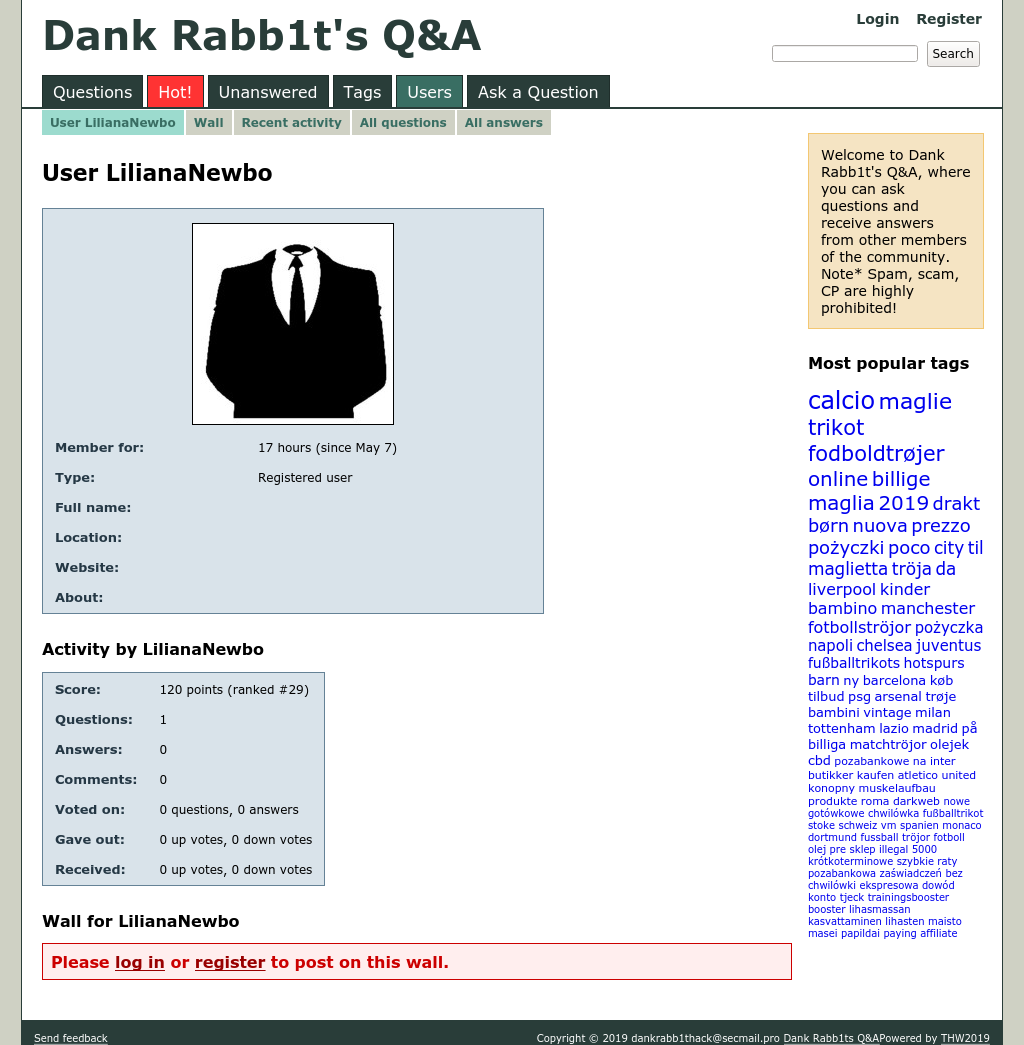 Dank Rabb1t's Q&A
Login Register
Search
Questions Hot! Unanswered Tags Users Ask a Question
User LilianaNewbo Wall Recent activity All questions All answers
User LilianaNewbo
Member for: 17 hours (since May 7)
Type: Registered user
Full name:
Location:
Website:
About:
Activity by LilianaNewbo
Score: 120 points (ranked #29)
Questions: 1
Answers: 0
Comments: 0
Voted on: 0 questions, 0 answers
Gave out: 0 up votes, 0 down votes
Received: 0 up votes, 0 down votes
Wall for LilianaNewbo
Please log in or register to post on this wall.
Welcome to Dank
Rabb1t's Q&A, where
you can ask
questions and
receive answers
from other members
of the community.
Note* Spam, scam,
CP are highly
prohibited!
Most popular tags
calcio maglie
trikot
fodboldtrøjer
online billige
maglia 2019 drakt
børn nuova prezzo
pożyczki poco city til
maglietta tröja da
liverpool kinder
bambino manchester
fotbollströjor pożyczka
napoli chelsea juventus
fußballtrikots hotspurs
barn ny barcelona køb
tilbud psg arsenal trøje
bambini vintage milan
tottenham lazio madrid på
billiga matchtröjor olejek
cbd pozabankowe na inter
butikker kaufen atletico united
konopny muskelaufbau
produkte roma darkweb nowe
gotówkowe chwilówka fußballtrikot
stoke schweiz vm spanien monaco
dortmund fussball tröjor fotboll
olej pre sklep illegal 5000
krótkoterminowe szybkie raty
pozabankowa zaświadczeń bez
chwilówki ekspresowa dowód
konto tjeck trainingsbooster
booster lihasmassan
kasvattaminen lihasten maisto
masei papildai paying affiliate
Send feedback
Copyright © 2019 dankrabb1thack@secmail.pro Dank Rabb1ts Q&APowered by THW2019